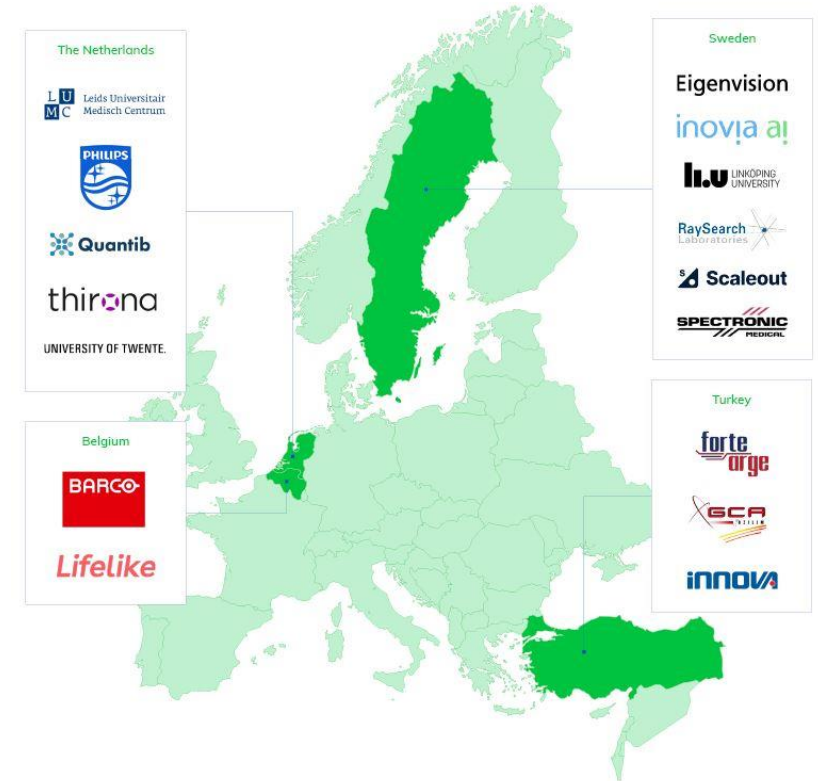 The Netherlands
L U Leids Universitair
M C Medisch Centrum
PHILIPS
Quantib
thirona
UNIVERSITY OF TWENTE.
Belgium
BARCO
Lifelike
Sweden
Eigenvision
inovia ai
li.u LINKÖPING
UNIVERSITY
RaySearch
Laboratories
Scaleout
SPECTRONIC
MEDICAL
Turkey
forte
arge
GCA
innova